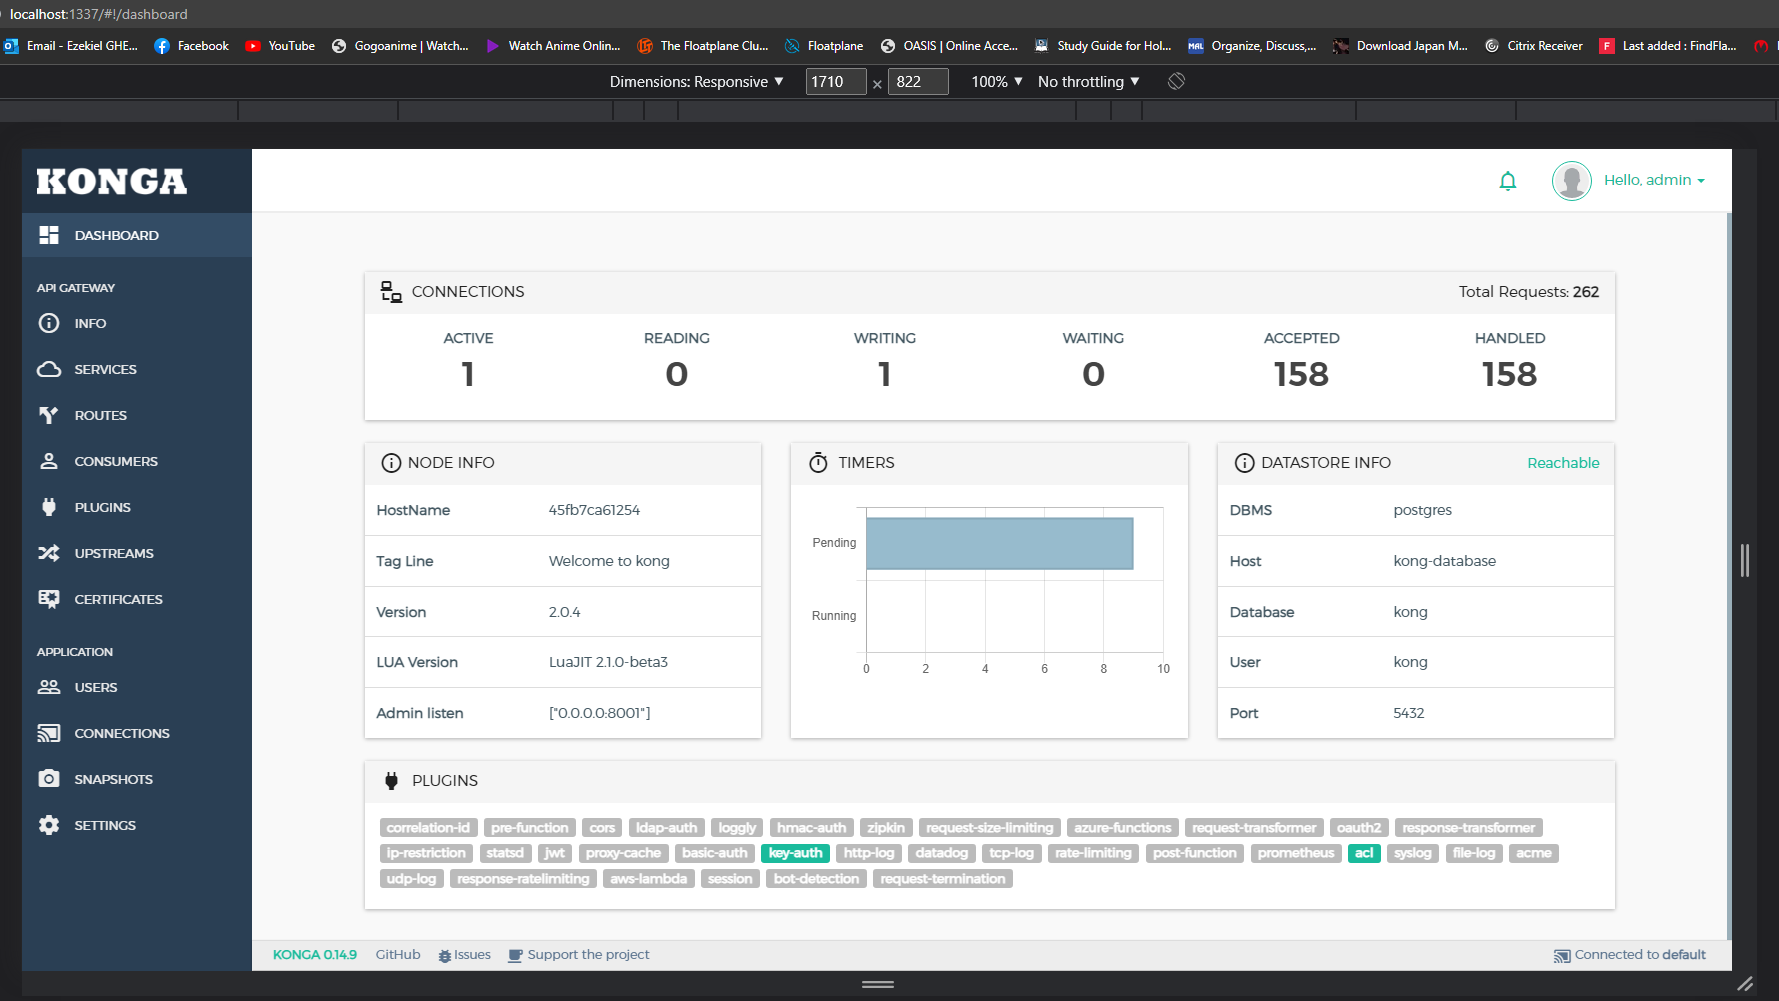 localhost:1337/#!/dashboard
Email - Ezekiel GHE... Facebook YouTube Gogoanime | Watch... Watch Anime Onlin... The Floatplane Clu... Floatplane OASIS | Online Acce... Study Guide for Hol... MAL Organize, Discuss,... Download Japan M... Citrix Receiver F Last added : FindFla...
Dimensions: Responsive ▼ 1710 × 822 100% ▼ No throttling ▼
KONGA
Hello, admin
DASHBOARD
API GATEWAY
INFO
SERVICES
ROUTES
CONSUMERS
PLUGINS
UPSTREAMS
CERTIFICATES
APPLICATION
USERS
CONNECTIONS
SNAPSHOTS
SETTINGS
CONNECTIONS Total Requests: 262
ACTIVE READING WRITING WAITING ACCEPTED HANDLED
1 0 1 0 158 158
NODE INFO
HostName 45fb7ca61254
Tag Line Welcome to kong
Version 2.0.4
LUA Version LuaJIT 2.1.0-beta3
Admin listen ["0.0.0.0:8001"]
TIMERS
Pending
Running
0 2 4 6 8 10
DATASTORE INFO Reachable
DBMS postgres
Host kong-database
Database kong
User kong
Port 5432
PLUGINS
correlation-id pre-function cors ldap-auth loggly hmac-auth zipkin request-size-limiting azure-functions request-transformer oauth2 response-transformer
ip-restriction statsd jwt proxy-cache basic-auth key-auth http-log datadog tcp-log rate-limiting post-function prometheus acl syslog file-log acme
udp-log response-ratelimiting aws-lambda session bot-detection request-termination
KONGA 0.14.9 GitHub Issues Support the project Connected to default